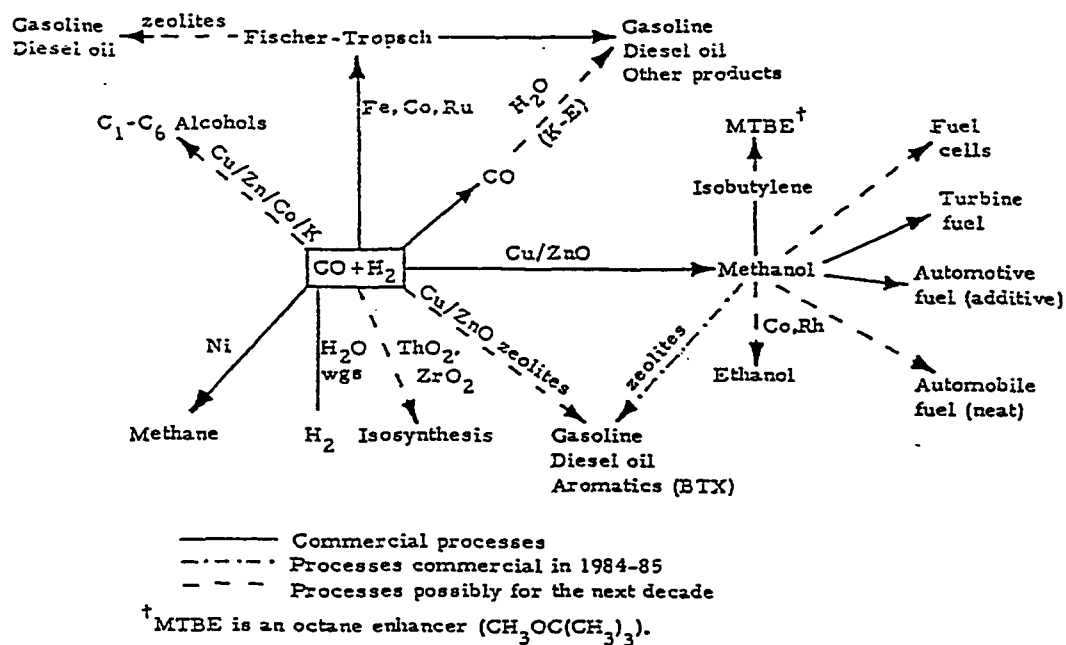 Gasoline
Diesel oil
zeolites
Fischer-Tropsch
Gasoline
Diesel oil
Other products
Fe, Co, Ru
H₂O
(K-E)
C₁-C₆ Alcohols
Cu/Zn/Co/K
CO
MTBE†
Isobutylene
Fuel
cells
Turbine
fuel
CO + H₂
Cu/ZnO
Methanol
Automotive
fuel (additive)
Ni
H₂O
wgs
ThO₂,
ZrO₂
Cu/ZnO zeolites
zeolites
Co,Rh
Ethanol
Automobile
fuel (neat)
Methane
H₂
Isosynthesis
Gasoline
Diesel oil
Aromatics (BTX)
Commercial processes
Processes commercial in 1984-85
Processes possibly for the next decade
†MTBE is an octane enhancer (CH₃OC(CH₃)₃).